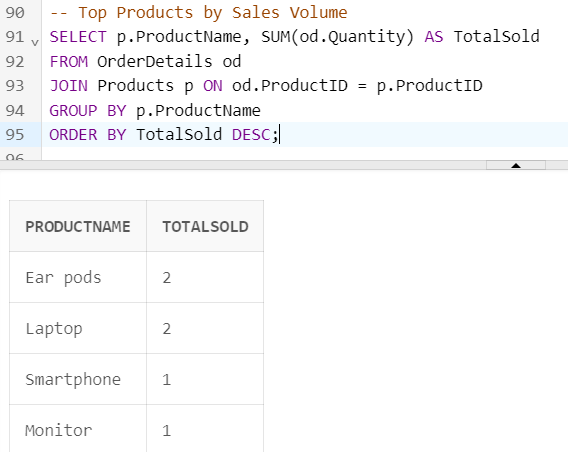 90 -- Top Products by Sales Volume
91 SELECT p.ProductName, SUM(od.Quantity) AS TotalSold
92 FROM OrderDetails od
93 JOIN Products p ON od.ProductID = p.ProductID
94 GROUP BY p.ProductName
95 ORDER BY TotalSold DESC;
96
PRODUCTNAME TOTALSOLD
Ear pods 2
Laptop 2
Smartphone 1
Monitor 1